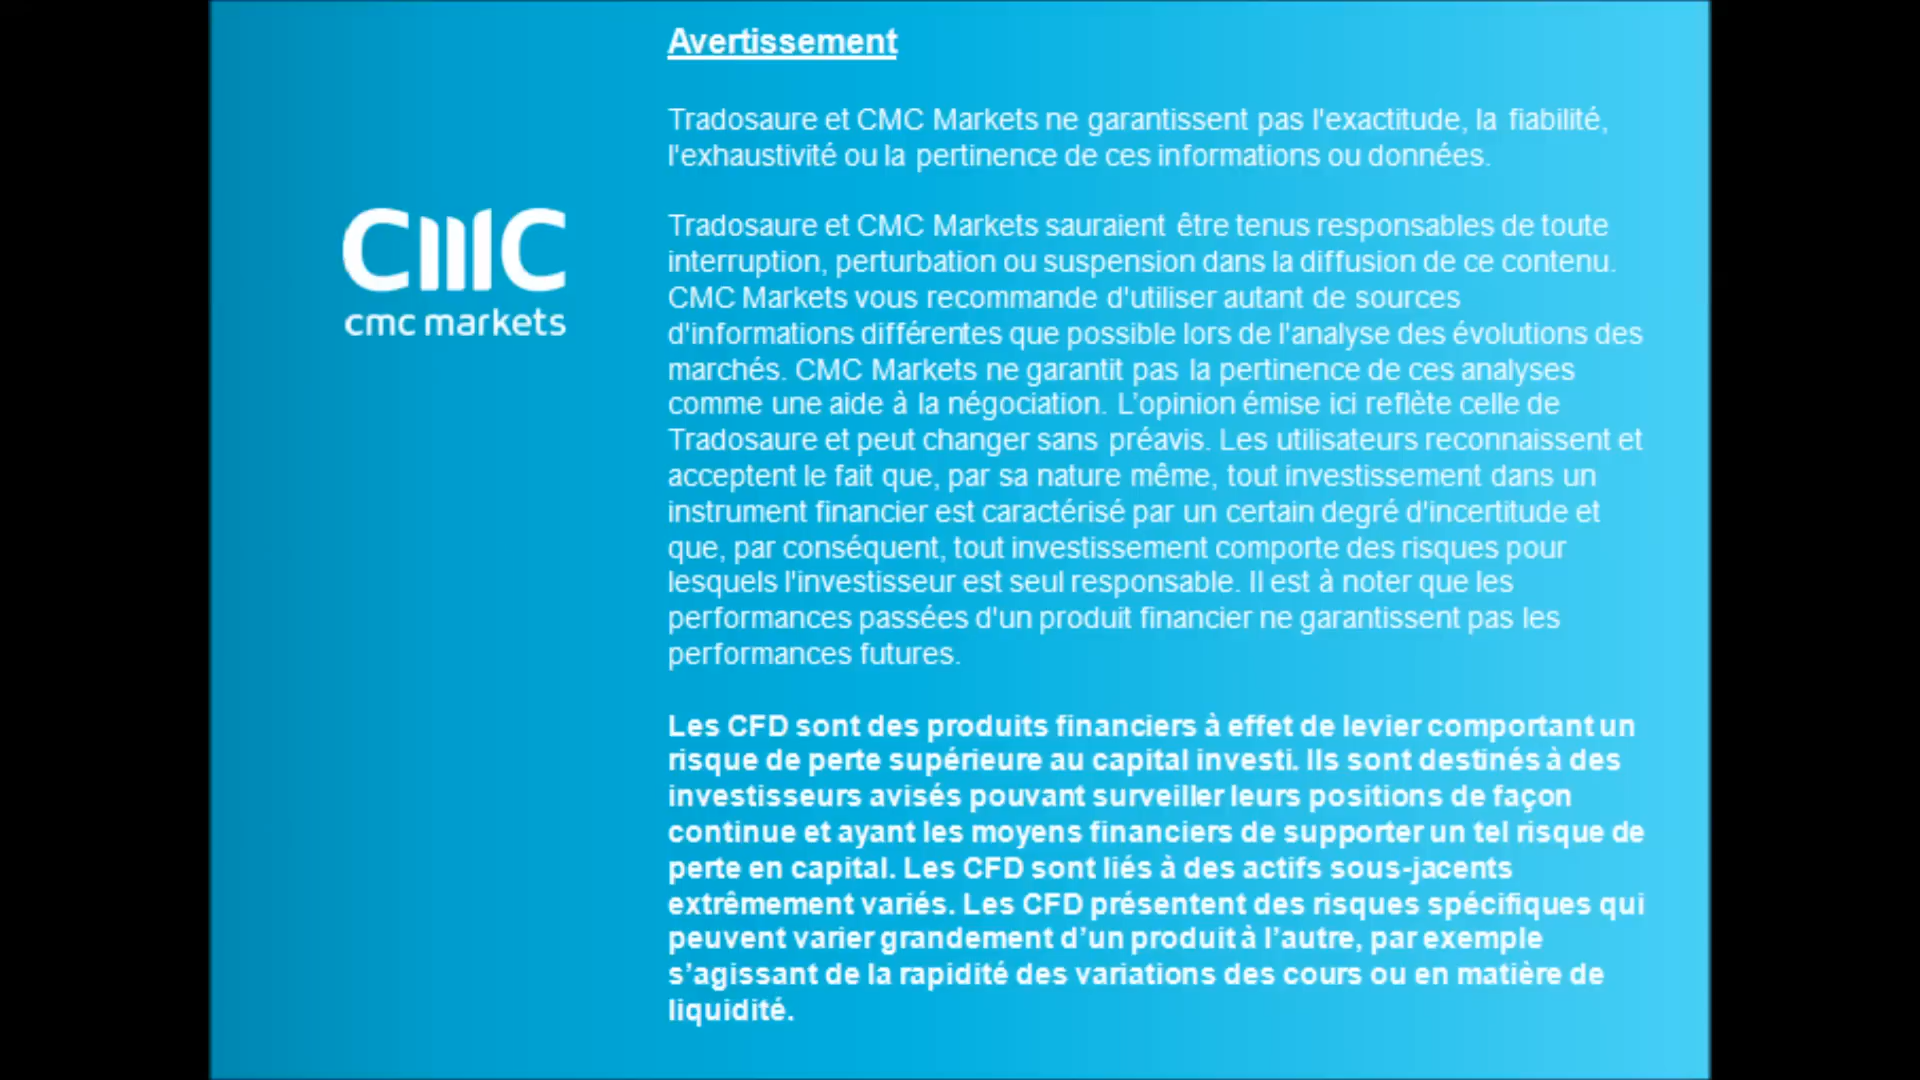 Avertissement
Tradosaure et CMC Markets ne garantissent pas l'exactitude, la fiabilité,
l'exhaustivité ou la pertinence de ces informations ou données.
CMC
cmc markets
Tradosaure et CMC Markets sauraient être tenus responsables de toute
interruption, perturbation ou suspension dans la diffusion de ce contenu.
CMC Markets vous recommande d'utiliser autant de sources
d'informations différentes que possible lors de l'analyse des évolutions des
marchés. CMC Markets ne garantit pas la pertinence de ces analyses
comme une aide à la négociation. L’opinion émise ici reflète celle de
Tradosaure et peut changer sans préavis. Les utilisateurs reconnaissent et
acceptent le fait que, par sa nature même, tout investissement dans un
instrument financier est caractérisé par un certain degré d'incertitude et
que, par conséquent, tout investissement comporte des risques pour
lesquels l'investisseur est seul responsable. Il est à noter que les
performances passées d'un produit financier ne garantissent pas les
performances futures.
Les CFD sont des produits financiers à effet de levier comportant un
risque de perte supérieure au capital investi. Ils sont destinés à des
investisseurs avisés pouvant surveiller leurs positions de façon
continue et ayant les moyens financiers de supporter un tel risque de
perte en capital. Les CFD sont liés à des actifs sous-jacents
extrêmement variés. Les CFD présentent des risques spécifiques qui
peuvent varier grandement d’un produit à l’autre, par exemple
s’agissant de la rapidité des variations des cours ou en matière de
liquidité.